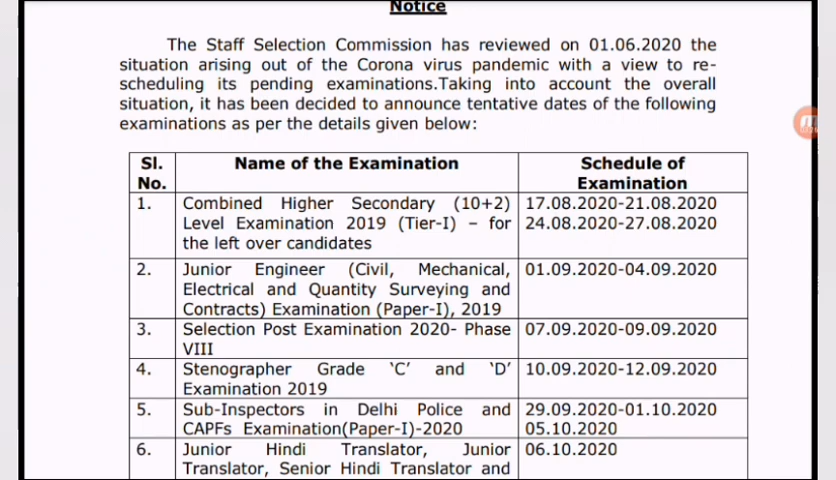 Notice
The Staff Selection Commission has reviewed on 01.06.2020 the
situation arising out of the Corona virus pandemic with a view to re-
scheduling its pending examinations.Taking into account the overall
situation, it has been decided to announce tentative dates of the following
examinations as per the details given below:
Sl. No. Name of the Examination Schedule of Examination
1. Combined Higher Secondary (10+2) 17.08.2020-21.08.2020
Level Examination 2019 (Tier-I) – for 24.08.2020-27.08.2020
the left over candidates
2. Junior Engineer (Civil, Mechanical, 01.09.2020-04.09.2020
Electrical and Quantity Surveying and
Contracts) Examination (Paper-I), 2019
3. Selection Post Examination 2020- Phase 07.09.2020-09.09.2020
VIII
4. Stenographer Grade ‘C’ and ‘D’ 10.09.2020-12.09.2020
Examination 2019
5. Sub-Inspectors in Delhi Police and 29.09.2020-01.10.2020
CAPFs Examination(Paper-I)-2020 05.10.2020
6. Junior Hindi Translator, Junior 06.10.2020
Translator, Senior Hindi Translator and